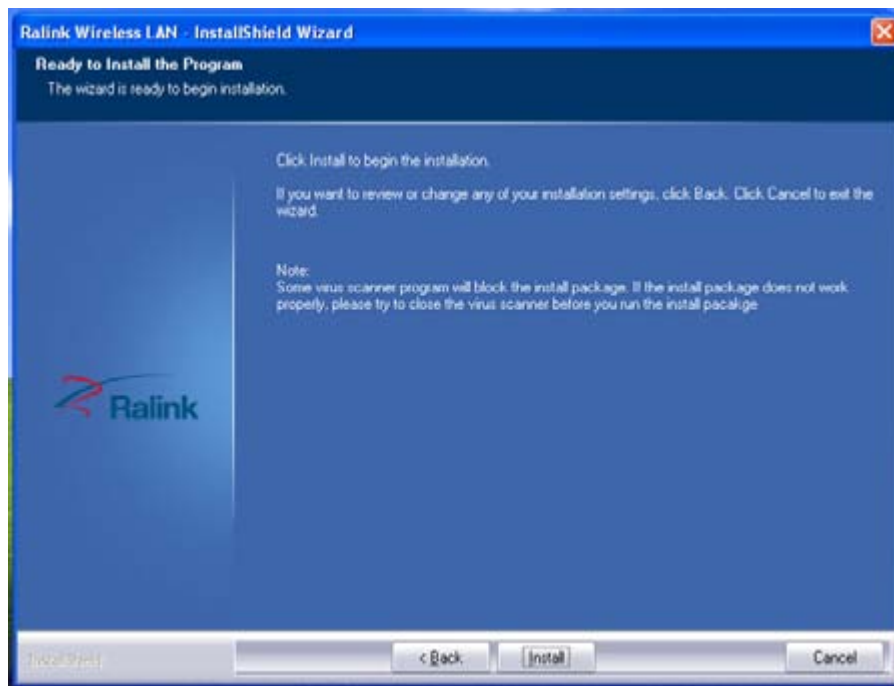 Ralink Wireless LAN - InstallShield Wizard
Ready to Install the Program
The wizard is ready to begin installation.
Click Install to begin the installation.
If you want to review or change any of your installation settings, click Back. Click Cancel to exit the
wizard.
Note:
Some virus scanner program will block the install package. If the install package does not work
properly, please try to close the virus scanner before you run the install pacakge
Ralink
InstallShield
< Back
Install
Cancel